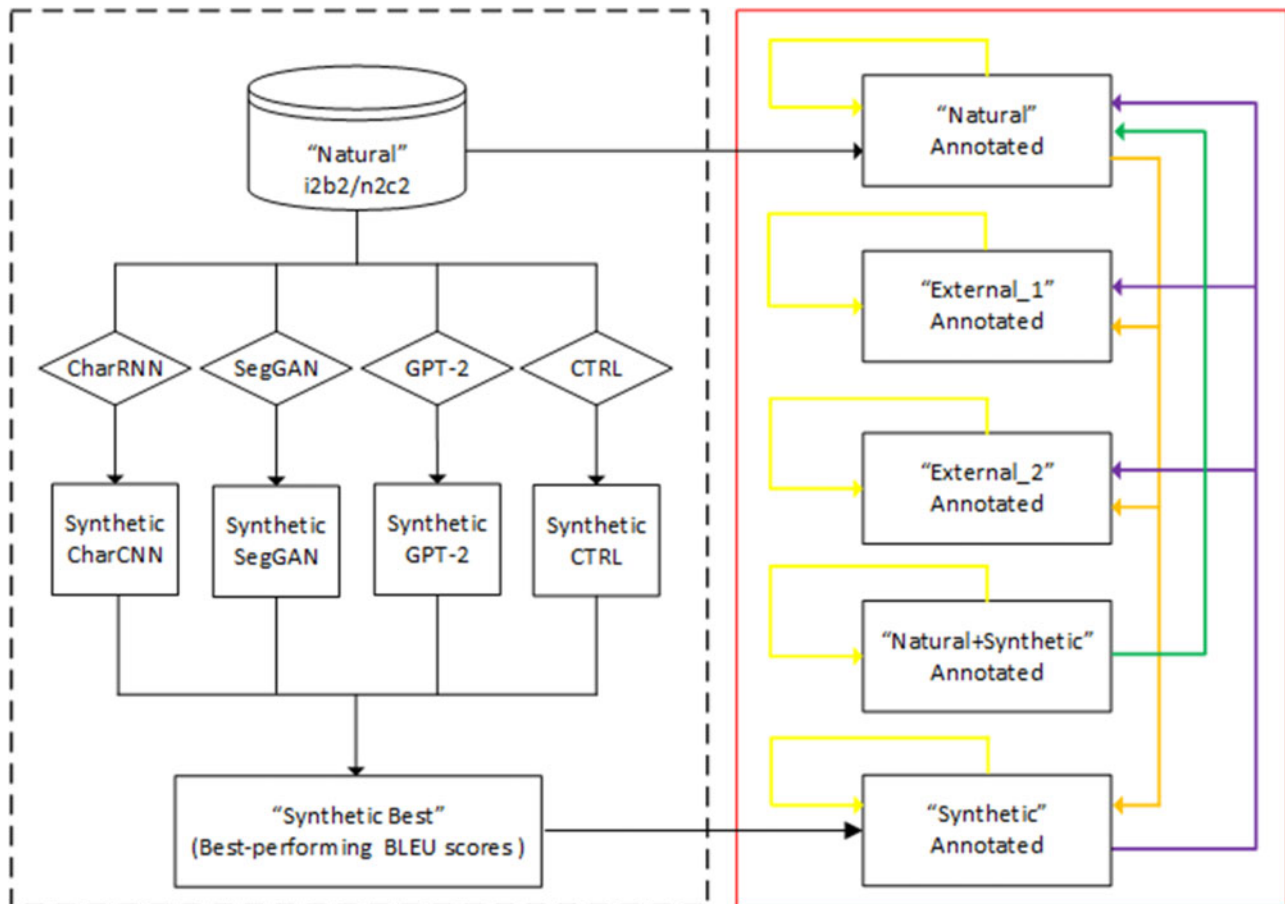 “Natural”
i2b2/n2c2
CharRNN
SegGAN
GPT-2
CTRL
Synthetic
CharCNN
Synthetic
SegGAN
Synthetic
GPT-2
Synthetic
CTRL
“Synthetic Best”
(Best-performing BLEU scores )
“Natural”
Annotated
“External_1”
Annotated
“External_2”
Annotated
“Natural+Synthetic”
Annotated
“Synthetic”
Annotated